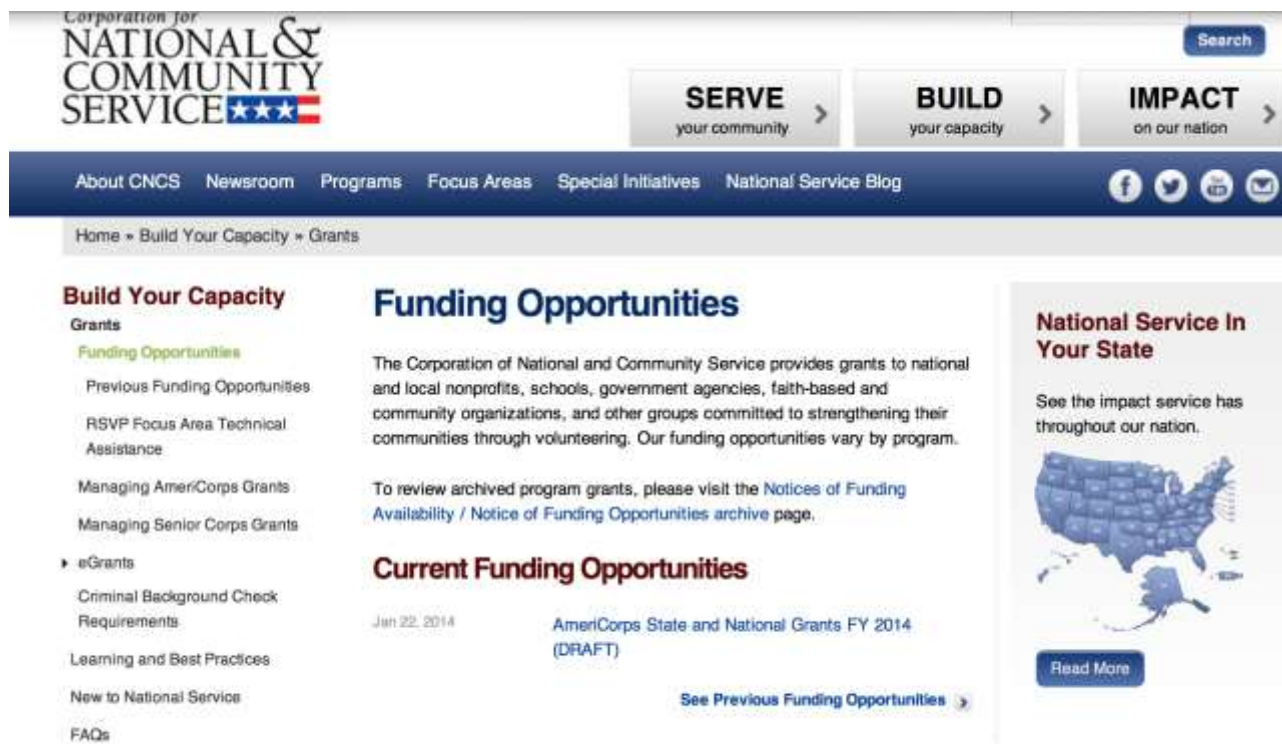 Corporation for
NATIONAL &
COMMUNITY
SERVICE
Search
SERVE
your community
BUILD
your capacity
IMPACT
on our nation
About CNCS Newsroom Programs Focus Areas Special Initiatives National Service Blog
Home » Build Your Capacity » Grants
Build Your Capacity
Grants
Funding Opportunities
Previous Funding Opportunities
RSVP Focus Area Technical
Assistance
Managing AmeriCorps Grants
Managing Senior Corps Grants
eGrants
Criminal Background Check
Requirements
Learning and Best Practices
New to National Service
FAQs
Funding Opportunities
The Corporation of National and Community Service provides grants to national
and local nonprofits, schools, government agencies, faith-based and
community organizations, and other groups committed to strengthening their
communities through volunteering. Our funding opportunities vary by program.
To review archived program grants, please visit the Notices of Funding
Availability / Notice of Funding Opportunities archive page.
Current Funding Opportunities
Jan 22, 2014 AmeriCorps State and National Grants FY 2014
(DRAFT)
See Previous Funding Opportunities
National Service In
Your State
See the impact service has
throughout our nation.
Read More